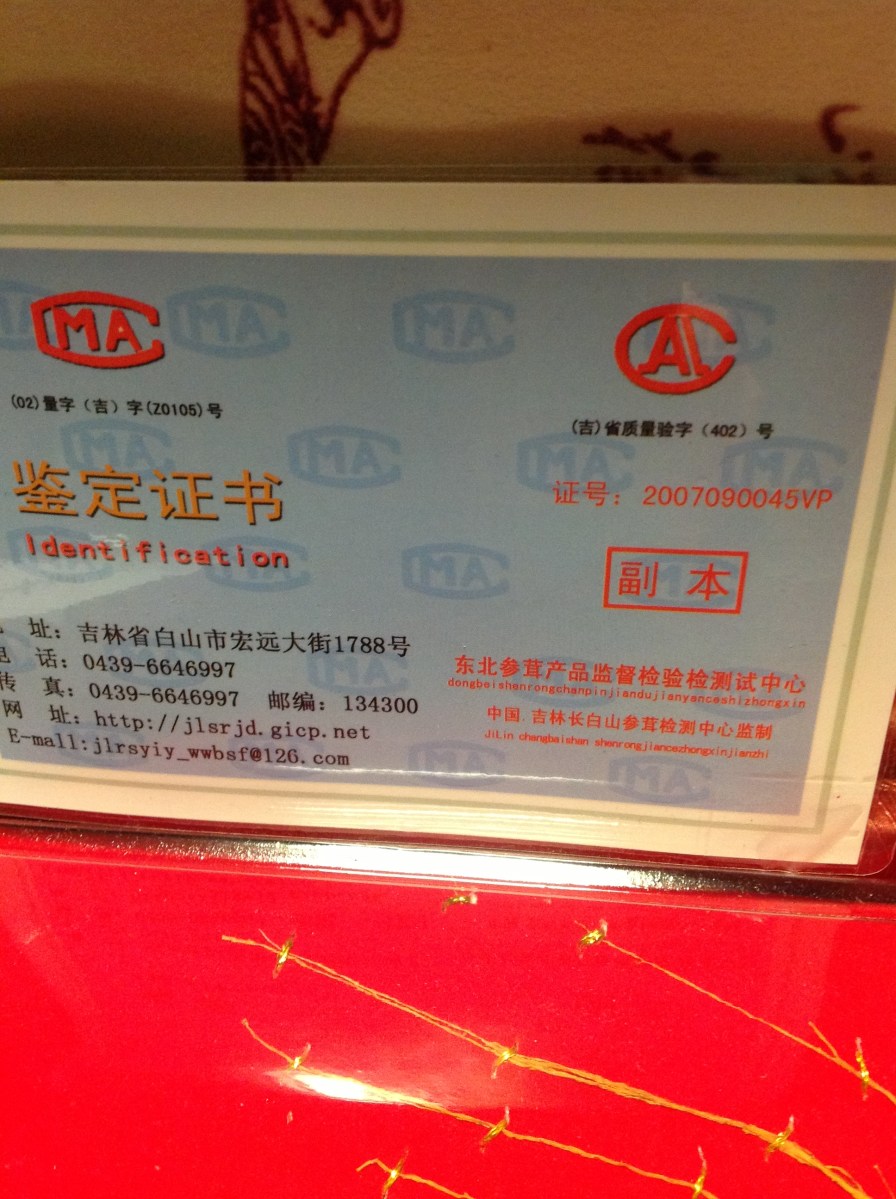 CMA
CAL
(02)量字（吉）字(Z0105)号
(吉)省质量验字（402）号
鉴定证书
Identification
证号：2007090045VP
副 本
址：吉林省白山市宏远大街1788号
电 话：0439-6646997
传 真：0439-6646997 邮编：134300
网 址：http://jlsrjd.gicp.net
E-mall:jlrsyiy_wwbsf@126.com
东北参茸产品监督检验检测试中心
dongbeishenrongchanpinjiandujianyanceshizhongxin
中国.吉林长白山参茸检测中心监制
JiLin changbaishan shenrongjiancezhongxinjianzhi